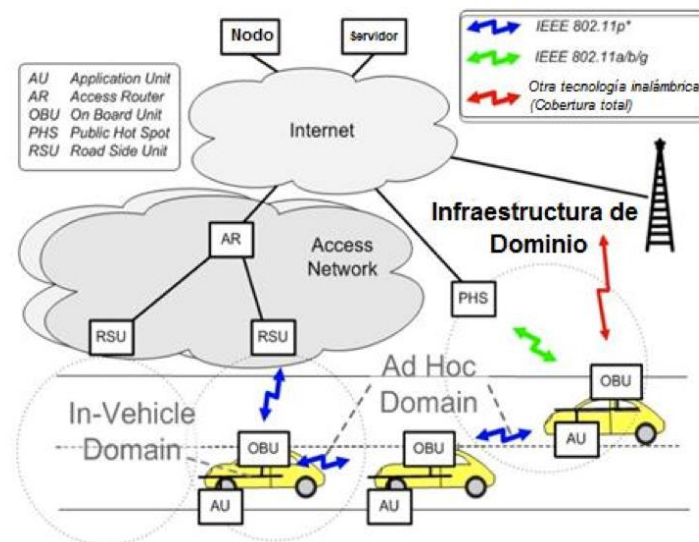 Nodo
Servidor
IEEE 802.11p*
IEEE 802.11a/b/g
Otra tecnología inalámbrica
(Cobertura total)
AU Application Unit
AR Access Router
OBU On Board Unit
PHS Public Hot Spot
RSU Road Side Unit
Internet
Infraestructura de
Dominio
AR
Access
Network
PHS
RSU
RSU
Ad Hoc
Domain
In-Vehicle
Domain
OBU
AU
OBU
AU
OBU
AU